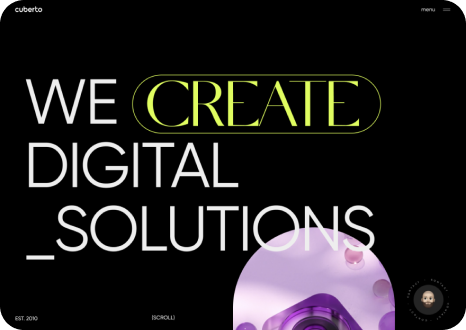 cuberto
menu
WE CREATE
DIGITAL
_SOLUTIONS
EST. 2010
[SCROLL]